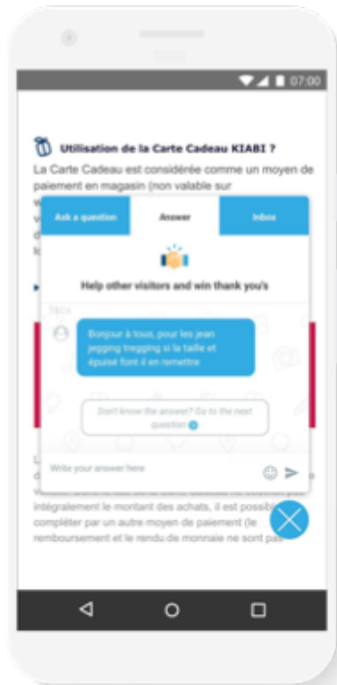 07:00
Utilisation de la Carte Cadeau KIABI ?
La Carte Cadeau est considérée comme un moyen de
paiement en magasin (non valable sur
Ask a question
Answer
Inbox
Help other visitors and win thank you's
Bonjour à tous, pour les jean
jegging tregging si la taille et
épuisé font il en remettre
Don't know the answer? Go to the next
question
Write your answer here
intégralement le montant des achats, il est possible
compléter par un autre moyen de paiement (le
remboursement et le rendu de monnaie ne sont pas